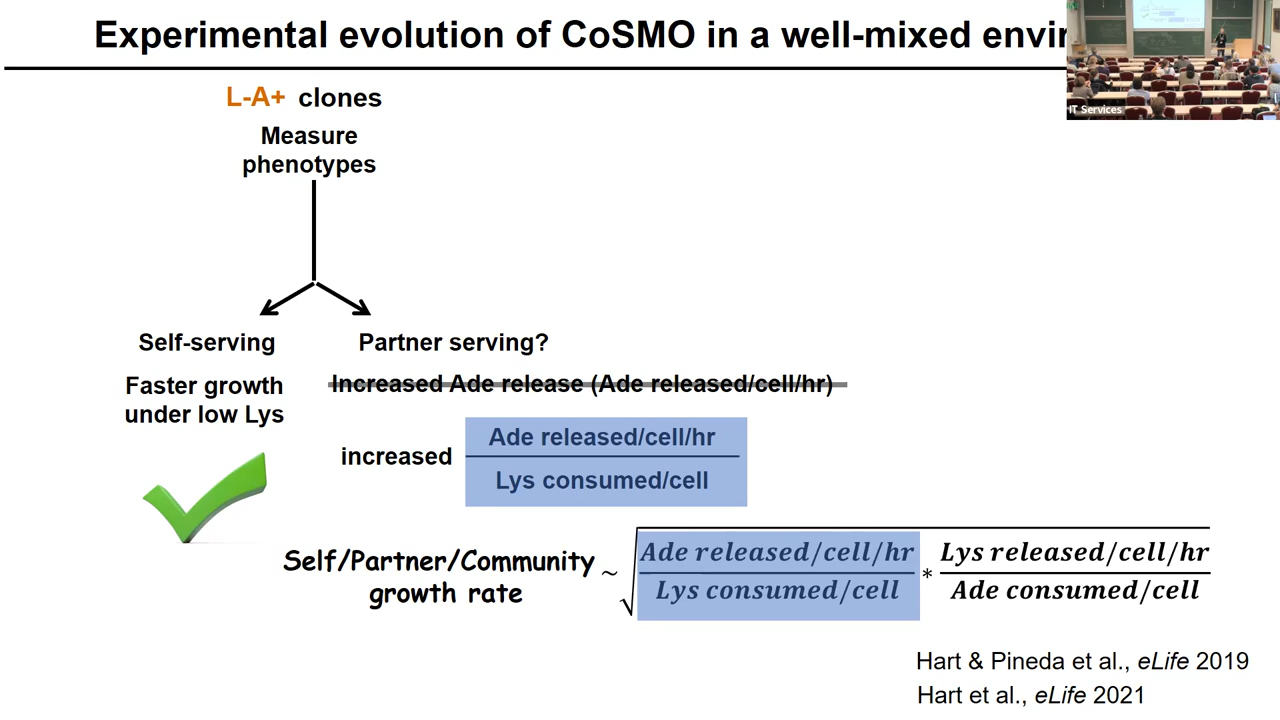 Experimental evolution of CoSMO in a well-mixed
L-A+ clones
Measure
phenotypes
Self-serving
Partner serving?
Faster growth
under low Lys
Increased Ade release (Ade released/cell/hr)
increased
Ade released/cell/hr
Lys consumed/cell
Self/Partner/Community
growth rate
~ √ Ade released/cell/hr / Lys consumed/cell * Lys released/cell/hr / Ade consumed/cell
Hart & Pineda et al., eLife 2019
Hart et al., eLife 2021
IT Services